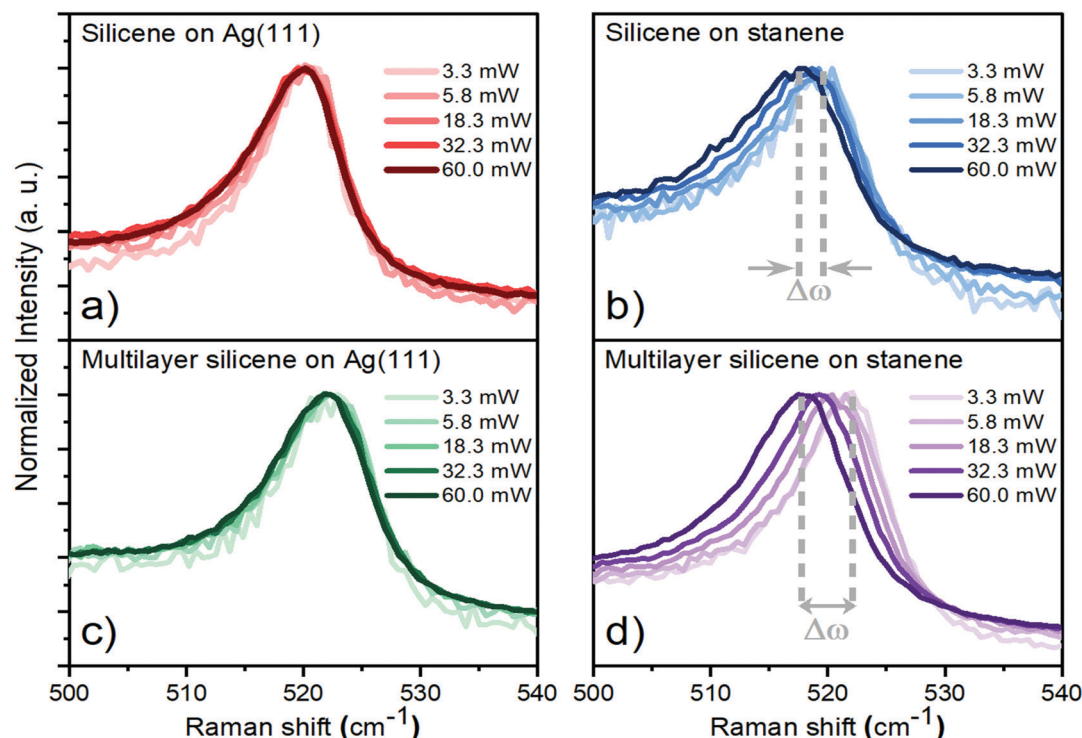 Normalized Intensity (a. u.)
Silicene on Ag(111)
3.3 mW
5.8 mW
18.3 mW
32.3 mW
60.0 mW
a)
Silicene on stanene
3.3 mW
5.8 mW
18.3 mW
32.3 mW
60.0 mW
Δω
b)
Multilayer silicene on Ag(111)
3.3 mW
5.8 mW
18.3 mW
32.3 mW
60.0 mW
c)
500 510 520 530 540
Raman shift (cm⁻¹)
Multilayer silicene on stanene
3.3 mW
5.8 mW
18.3 mW
32.3 mW
60.0 mW
Δω
d)
500 510 520 530 540
Raman shift (cm⁻¹)